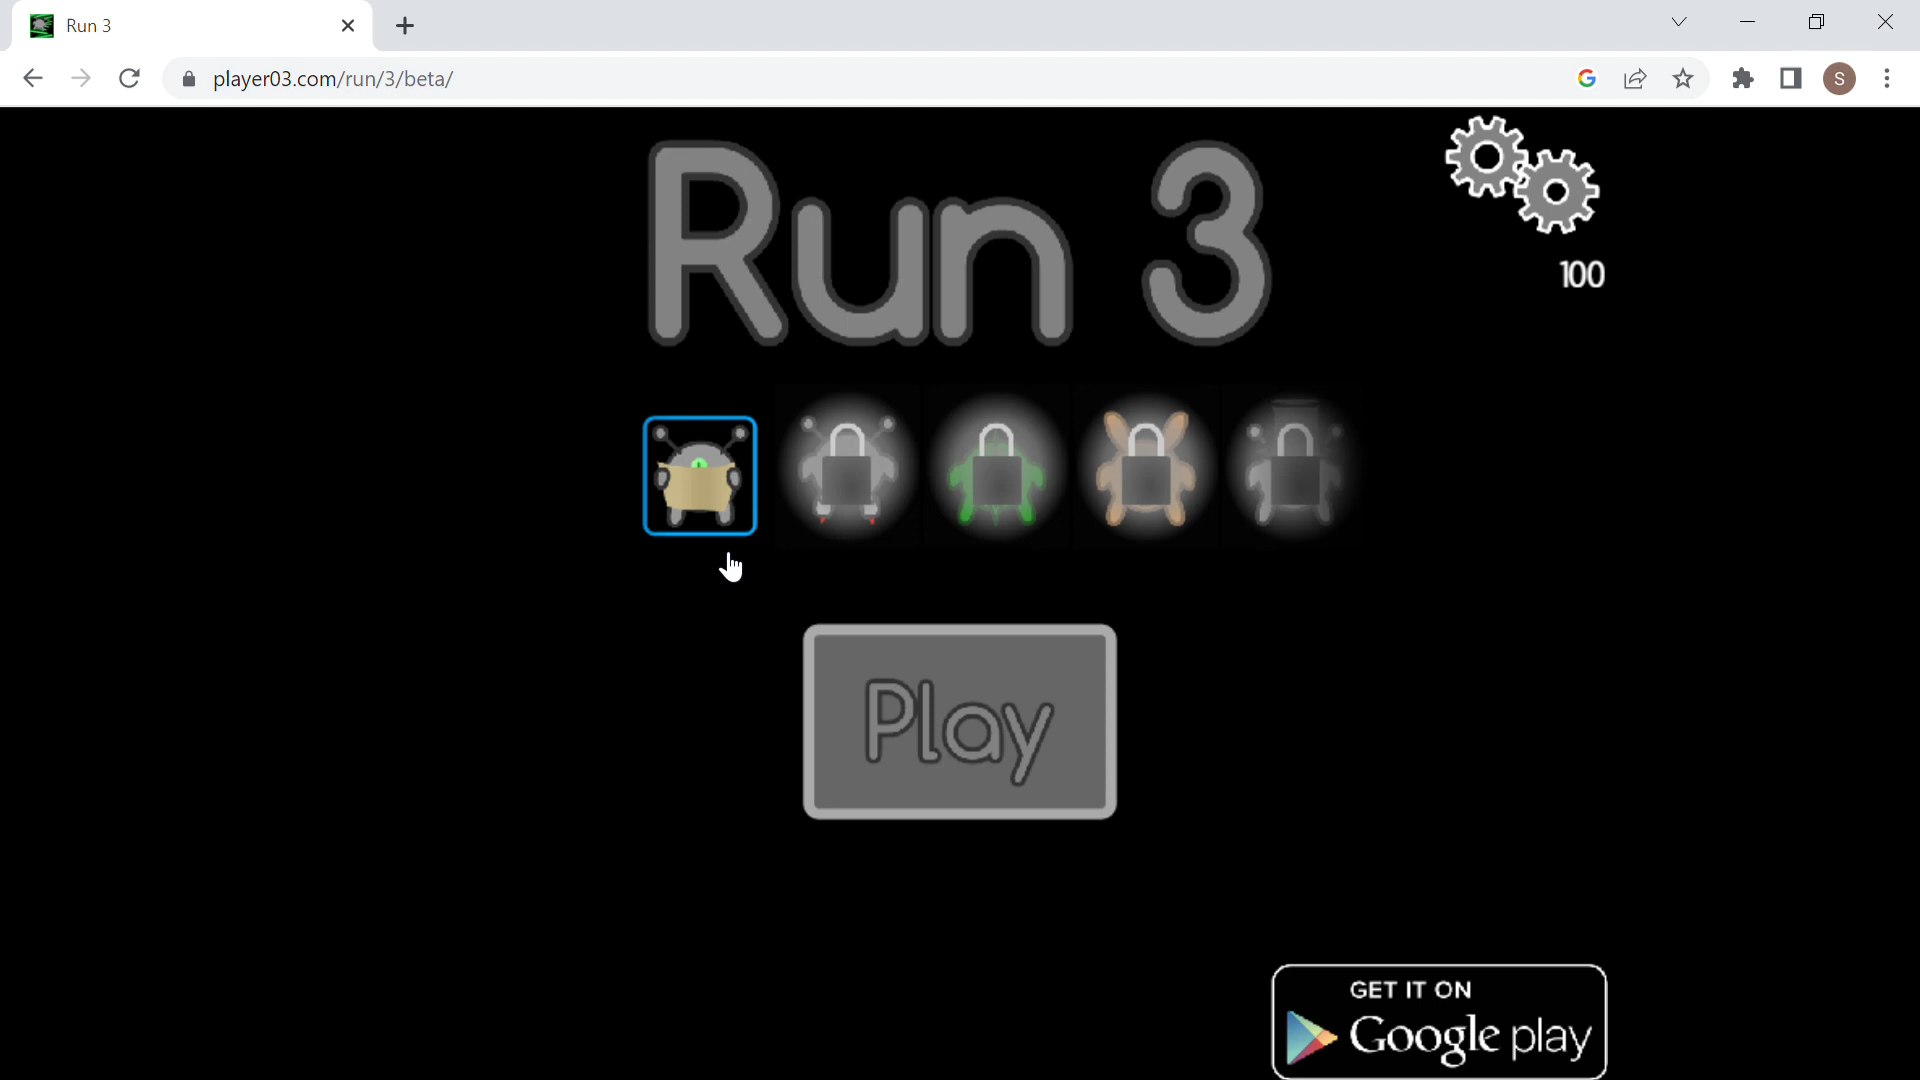 Run 3
player03.com/run/3/beta/
S
Run 3
100
Play
GET IT ON
Google play